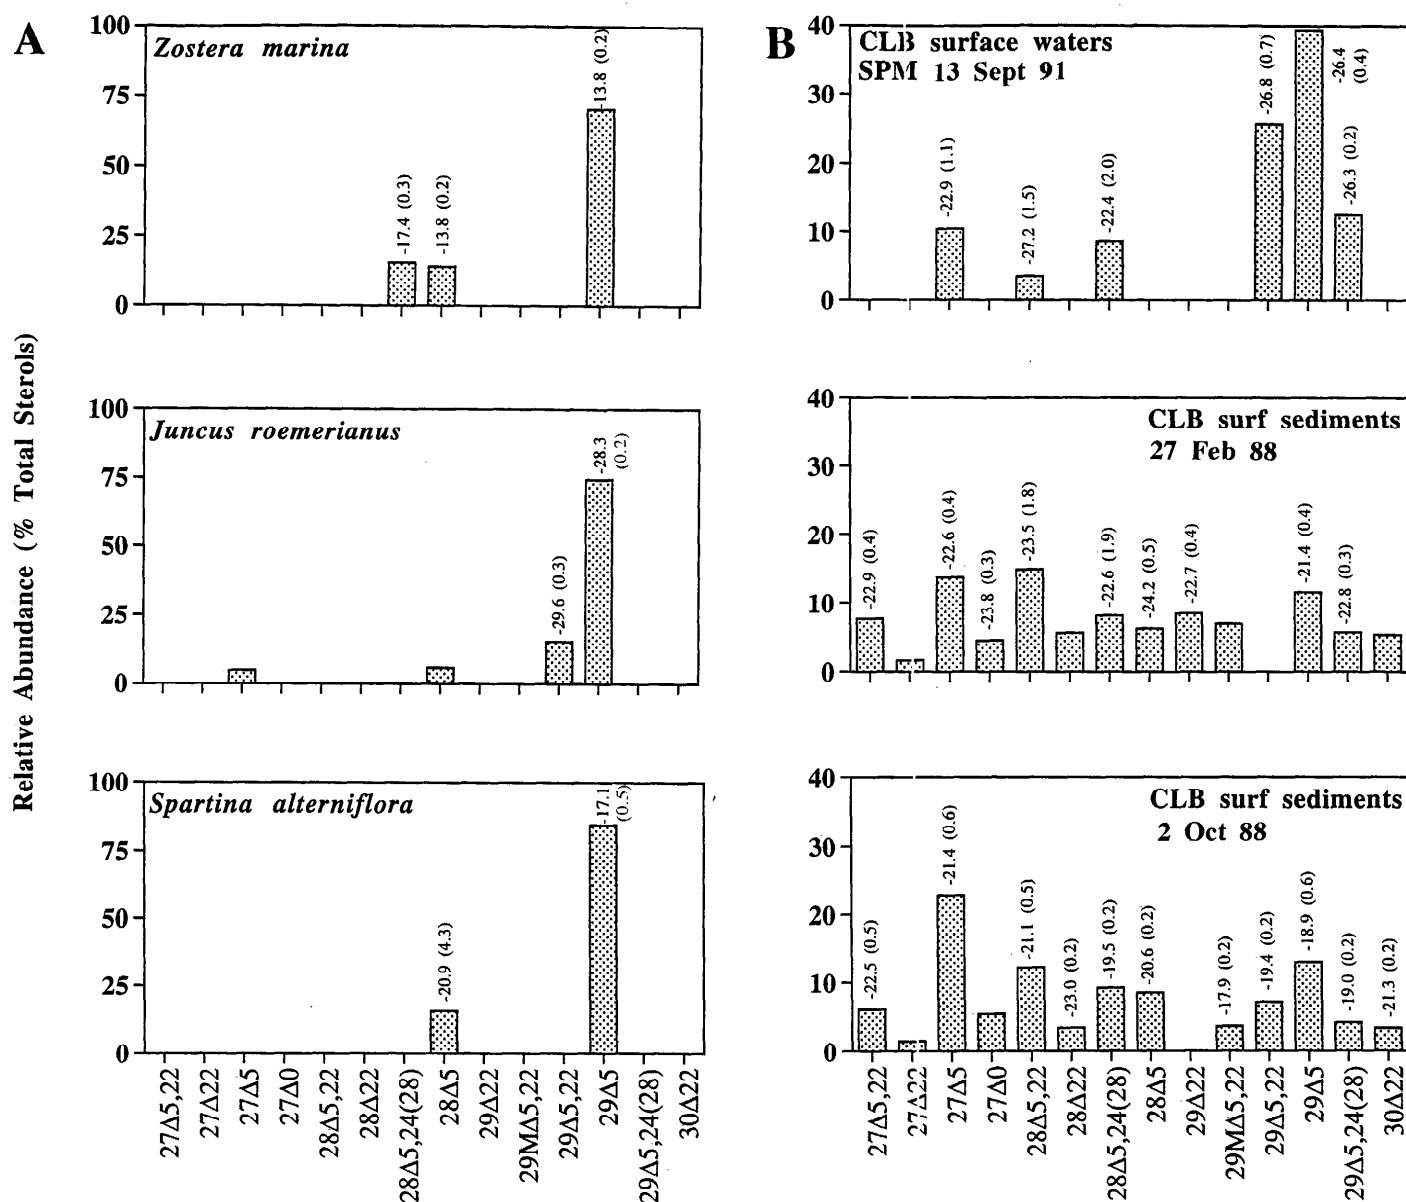 A
Relative Abundance (% Total Sterols)
Zostera marina
100
75
50
25
0
-17.4 (0.3)
-13.8 (0.2)
-13.8 (0.2)
Juncus roemerianus
100
75
50
25
0
-29.6 (0.3)
-28.3
(0.2)
Spartina alterniflora
100
75
50
25
0
-20.9 (4.3)
-17.1
(0.5)
27Δ5,22
27Δ22
27Δ5
27Δ0
28Δ5,22
28Δ22
28Δ5,24(28)
28Δ5
29Δ22
29MΔ5,22
29Δ5,22
29Δ5
29Δ5,24(28)
30Δ22
B
CLB surface waters
SPM 13 Sept 91
40
30
20
10
0
-22.9 (1.1)
-27.2 (1.5)
-22.4 (2.0)
-26.8 (0.7)
-26.4
(0.4)
-26.3 (0.2)
CLB surf sediments
27 Feb 88
40
30
20
10
0
-22.9 (0.4)
-22.6 (0.4)
-23.8 (0.3)
-23.5 (1.8)
-22.6 (1.9)
-24.2 (0.5)
-22.7 (0.4)
-21.4 (0.4)
-22.8 (0.3)
CLB surf sediments
2 Oct 88
40
30
20
10
0
-22.5 (0.5)
-21.4 (0.6)
-21.1 (0.5)
-23.0 (0.2)
-19.5 (0.2)
-20.6 (0.2)
-17.9 (0.2)
-19.4 (0.2)
-18.9 (0.6)
-19.0 (0.2)
-21.3 (0.2)
27Δ5,22
27Δ22
27Δ5
27Δ0
28Δ5,22
28Δ22
28Δ5,24(28)
28Δ5
29Δ22
29MΔ5,22
29Δ5,22
29Δ5
29Δ5,24(28)
30Δ22